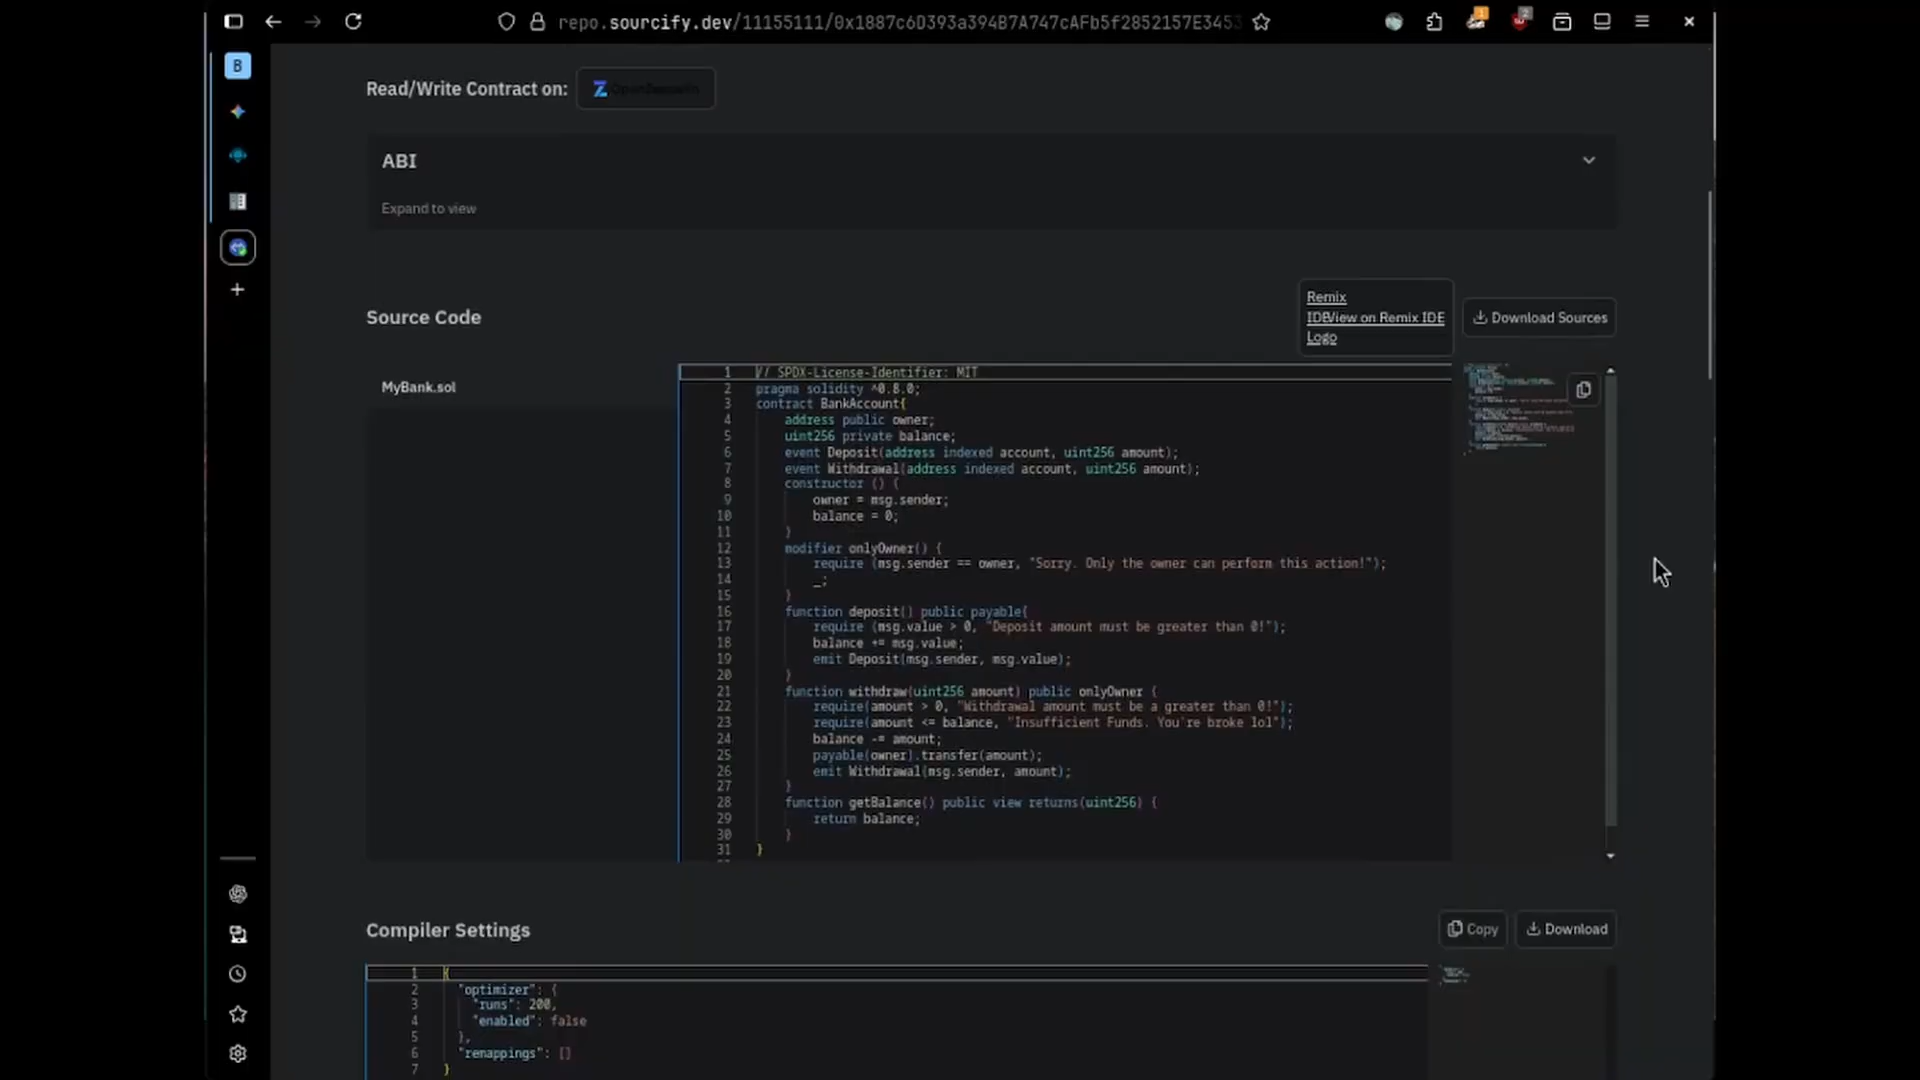 repo.sourcify.dev/11155111/0x1887c6D393a394B7A747cAFb5f2852157E3453
B
Read/Write Contract on:
ABI
Expand to view
Source Code
Remix
IDEView on Remix IDE
Logo
Download Sources
MyBank.sol
1 // SPDX-License-Identifier: MIT
2 pragma solidity ^0.8.0;
3 contract BankAccount{
4 address public owner;
5 uint256 private balance;
6 event Deposit(address indexed account, uint256 amount);
7 event Withdrawal(address indexed account, uint256 amount);
8 constructor () {
9 owner = msg.sender;
10 balance = 0;
11 }
12 modifier onlyOwner() {
13 require (msg.sender == owner, "Sorry. Only the owner can perform this action!");
14 _;
15 }
16 function deposit() public payable{
17 require (msg.value > 0, "Deposit amount must be greater than 0!");
18 balance += msg.value;
19 emit Deposit(msg.sender, msg.value);
20 }
21 function withdraw(uint256 amount) public onlyOwner {
22 require(amount > 0, "Withdrawal amount must be a greater than 0!");
23 require(amount <= balance, "Insufficient Funds. You're broke lol");
24 balance -= amount;
25 payable(owner).transfer(amount);
26 emit Withdrawal(msg.sender, amount);
27 }
28 function getBalance() public view returns(uint256) {
29 return balance;
30 }
31 }
Compiler Settings
Copy
Download
1 {
2 "optimizer": {
3 "runs": 200,
4 "enabled": false
5 },
6 "remappings": []
7 }